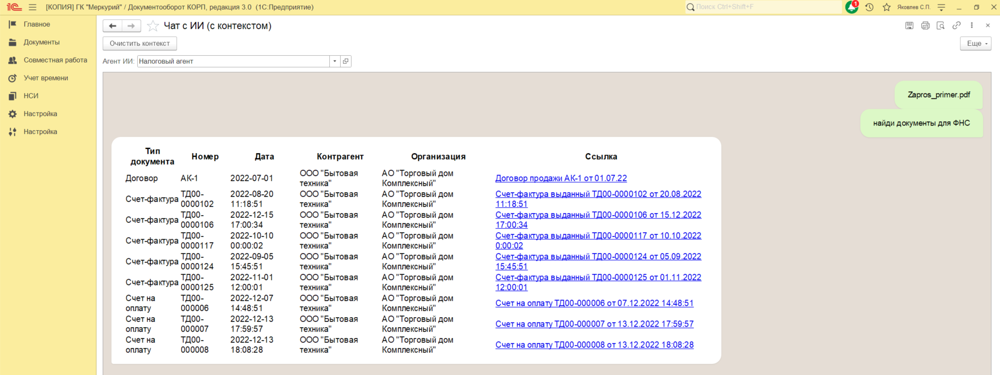 1С [КОПИЯ] ГК "Меркурий" / Документооборот КОРП, редакция 3.0 (1С:Предприятие) Поиск Ctrl+Shift+F 1 Яковлев С.П.
Главное
Документы
Совместная работа
Учет времени
НСИ
Настройка
Настройка
Чат с ИИ (с контекстом)
Очистить контекст Еще
Агент ИИ: Налоговый агент
Zapros_primer.pdf
найди документы для ФНС
Тип
документа Номер Дата Контрагент Организация Ссылка
Договор АК-1 2022-07-01 ООО "Бытовая АО "Торговый дом Договор продажи АК-1 от 01.07.22
техника" Комплексный"
Счет-фактура ТД00- 2022-08-20 ООО "Бытовая АО "Торговый дом Счет-фактура выданный ТД00-0000102 от 20.08.2022
0000102 11:18:51 техника" Комплексный" 11:18:51
Счет-фактура ТД00- 2022-12-15 ООО "Бытовая АО "Торговый дом Счет-фактура выданный ТД00-0000106 от 15.12.2022
0000106 17:00:34 техника" Комплексный" 17:00:34
Счет-фактура ТД00- 2022-10-10 ООО "Бытовая АО "Торговый дом Счет-фактура выданный ТД00-0000117 от 10.10.2022
0000117 00:00:02 техника" Комплексный" 0:00:02
Счет-фактура ТД00- 2022-09-05 ООО "Бытовая АО "Торговый дом Счет-фактура выданный ТД00-0000124 от 05.09.2022
0000124 15:45:51 техника" Комплексный" 15:45:51
Счет-фактура ТД00- 2022-11-01 ООО "Бытовая АО "Торговый дом Счет-фактура выданный ТД00-0000125 от 01.11.2022
0000125 12:00:01 техника" Комплексный" 12:00:01
Счет на ТД00- 2022-12-07 ООО "Бытовая АО "Торговый дом Счет на оплату ТД00-000006 от 07.12.2022 14:48:51
оплату 000006 14:48:51 техника" Комплексный"
Счет на ТД00- 2022-12-13 ООО "Бытовая АО "Торговый дом Счет на оплату ТД00-000007 от 13.12.2022 17:59:57
оплату 000007 17:59:57 техника" Комплексный"
Счет на ТД00- 2022-12-13 ООО "Бытовая АО "Торговый дом Счет на оплату ТД00-000008 от 13.12.2022 18:08:28
оплату 000008 18:08:28 техника" Комплексный"